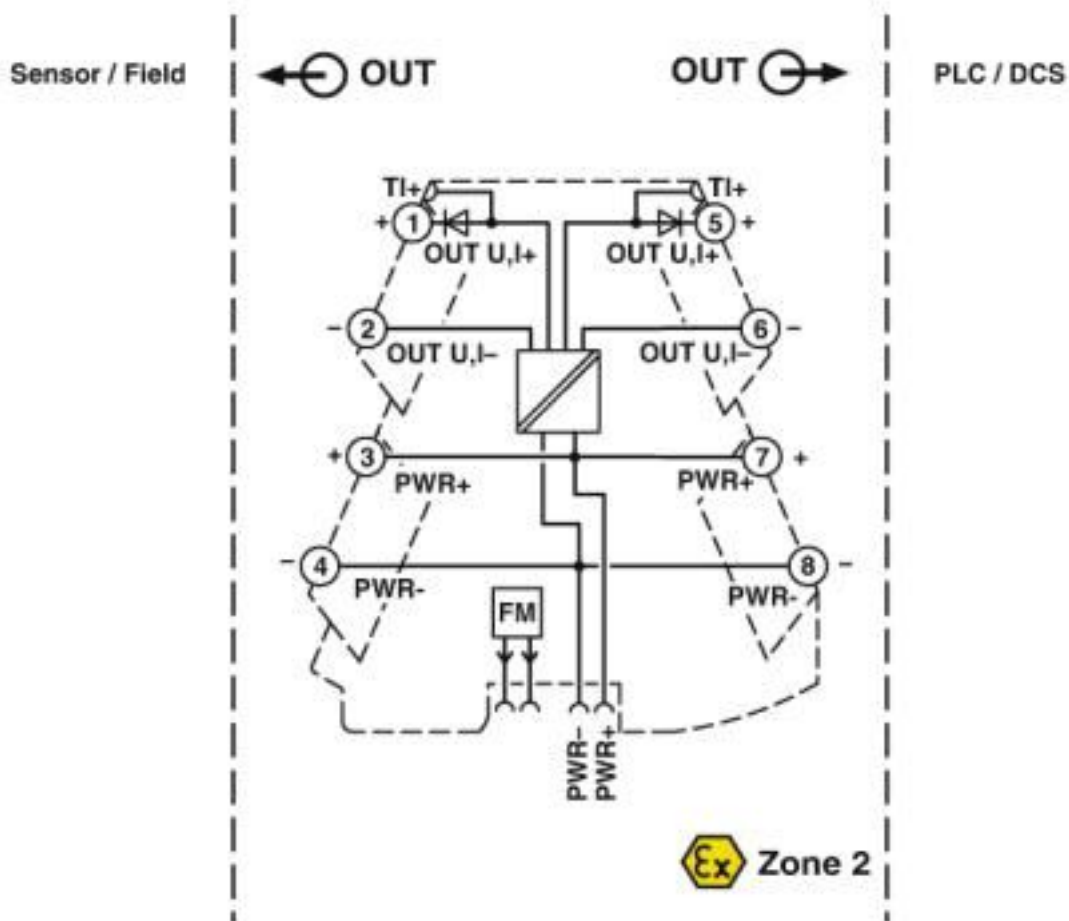 Sensor / Field
OUT
OUT
PLC / DCS
TI+
TI+
+ 1
5 +
OUT U,I+
OUT U,I+
– 2
6 –
OUT U,I–
OUT U,I–
+ 3
7 +
PWR+
PWR+
– 4
8 –
PWR-
PWR-
FM
PWR-
PWR+
Ex Zone 2